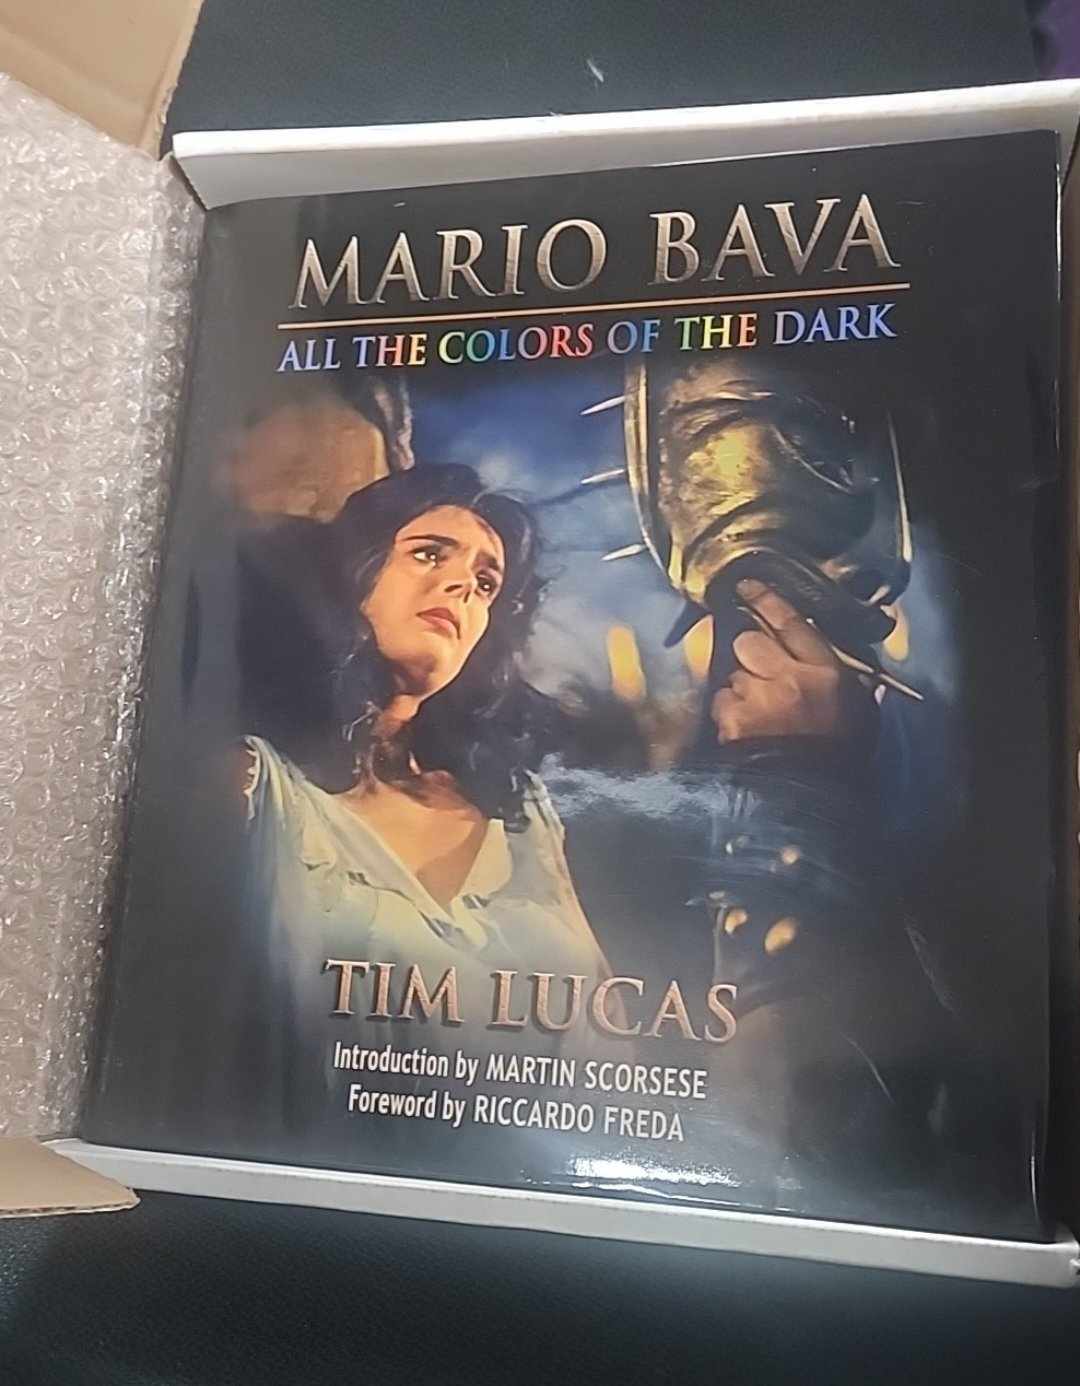 MARIO BAVA
ALL THE COLORS OF THE DARK
TIM LUCAS
Introduction by MARTIN SCORSESE
Foreword by RICCARDO FREDA